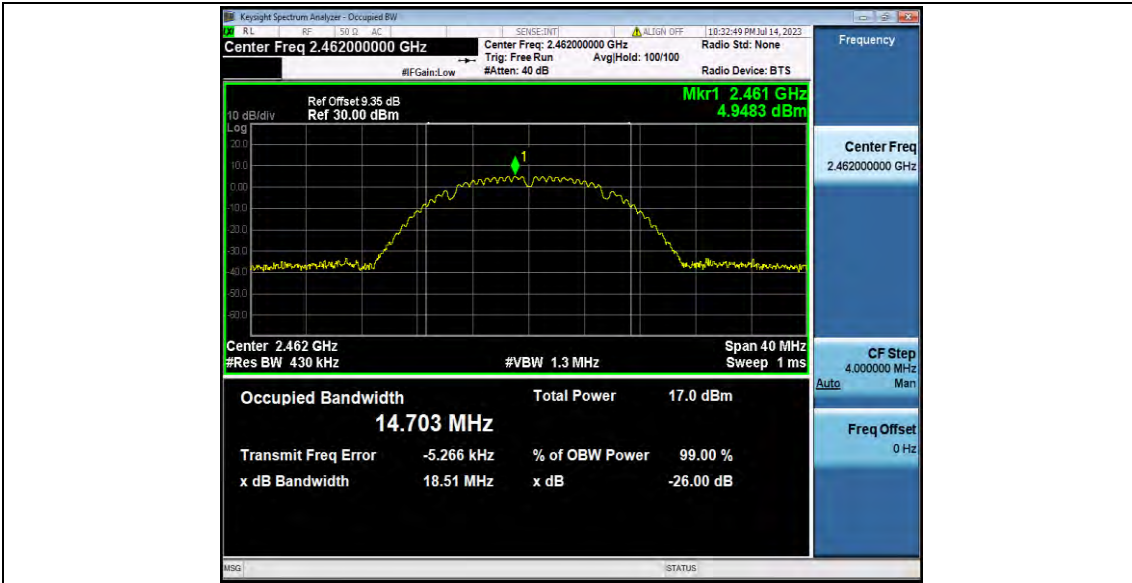 Keysight Spectrum Analyzer - Occupied BW
RL RF 50 Ω AC SENSE:INT ALIGN OFF 10:32:49 PM Jul 14, 2023
Center Freq 2.462000000 GHz
Center Freq: 2.462000000 GHz Radio Std: None
Trig: Free Run Avg|Hold: 100/100
#IFGain:Low #Atten: 40 dB Radio Device: BTS
Mkr1 2.461 GHz
4.9483 dBm
Ref Offset 9.35 dB
10 dB/div Ref 30.00 dBm
Log
20.0
1
10.0
0.00
-10.0
-20.0
-30.0
-40.0
-50.0
-60.0
Center 2.462 GHz Span 40 MHz
#Res BW 430 kHz #VBW 1.3 MHz Sweep 1 ms
Occupied Bandwidth Total Power 17.0 dBm
14.703 MHz
Transmit Freq Error -5.266 kHz % of OBW Power 99.00 %
x dB Bandwidth 18.51 MHz x dB -26.00 dB
MSG STATUS
Frequency
Center Freq
2.462000000 GHz
CF Step
4.000000 MHz
Auto Man
Freq Offset
0 Hz